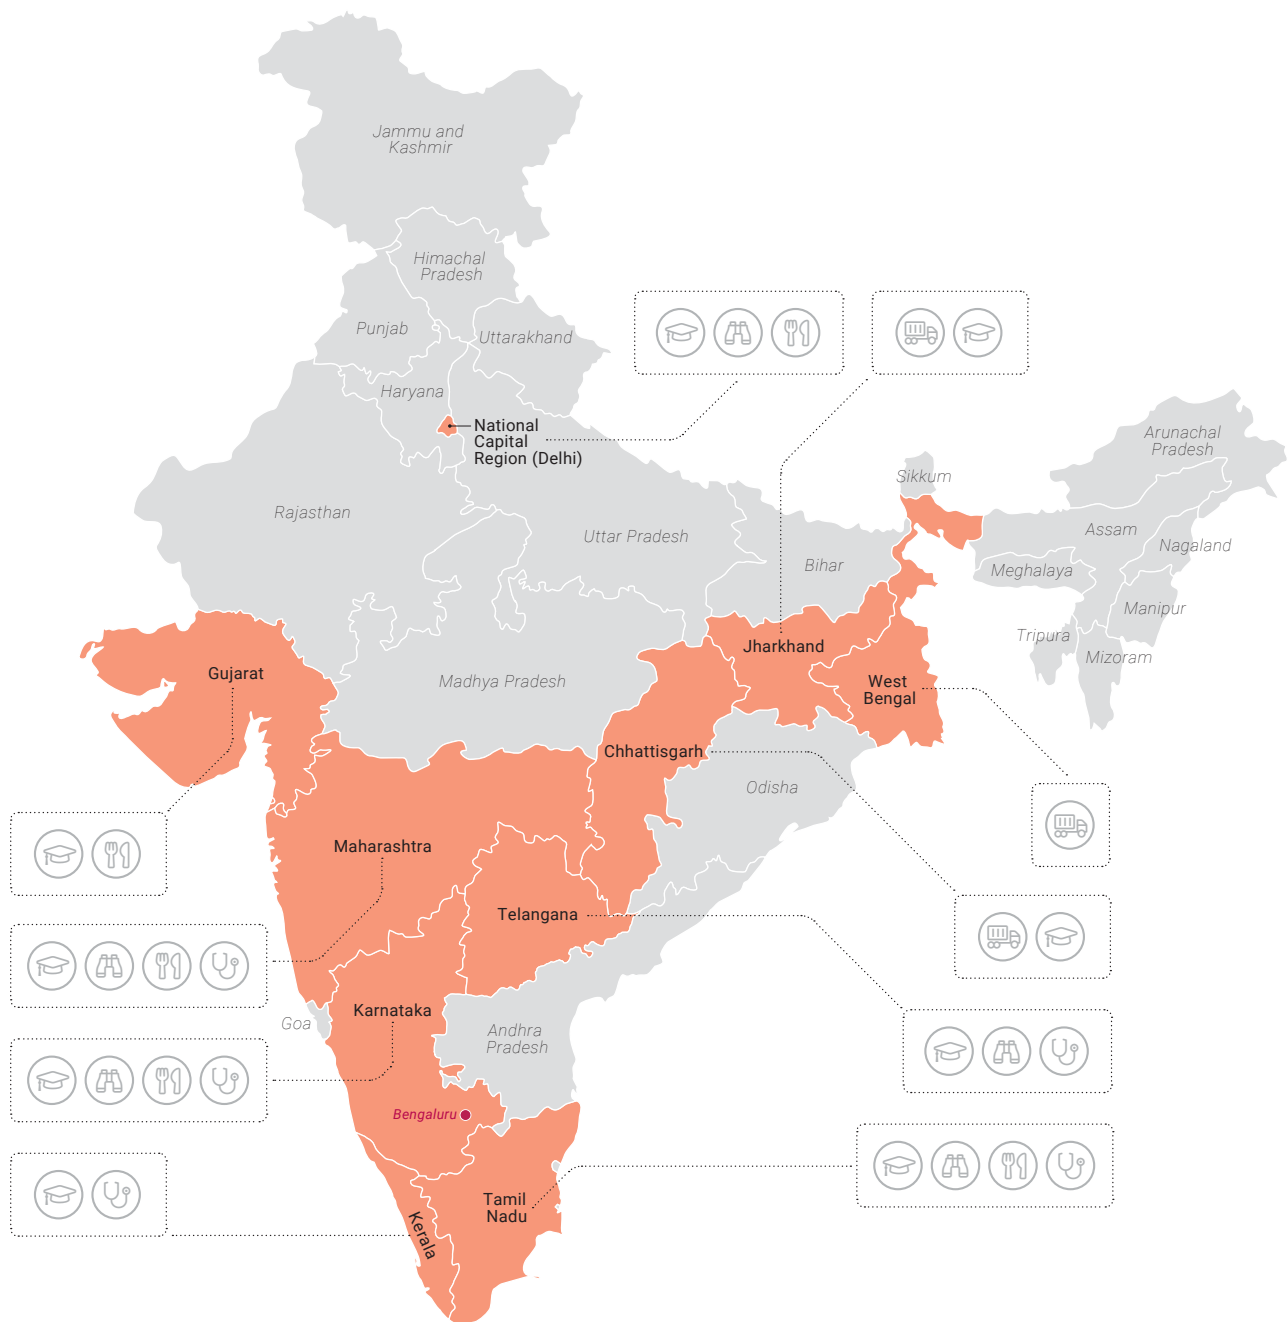 Jammu and
Kashmir
Himachal
Pradesh
Punjab
Uttarakhand
Haryana
National
Capital
Region (Delhi)
Arunachal
Pradesh
Sikkum
Rajasthan
Uttar Pradesh
Assam
Nagaland
Bihar
Meghalaya
Manipur
Tripura
Mizoram
Jharkhand
Gujarat
Madhya Pradesh
West
Bengal
Chhattisgarh
Odisha
Maharashtra
Telangana
Karnataka
Goa
Andhra
Pradesh
Bengaluru
Tamil
Nadu
Kerala